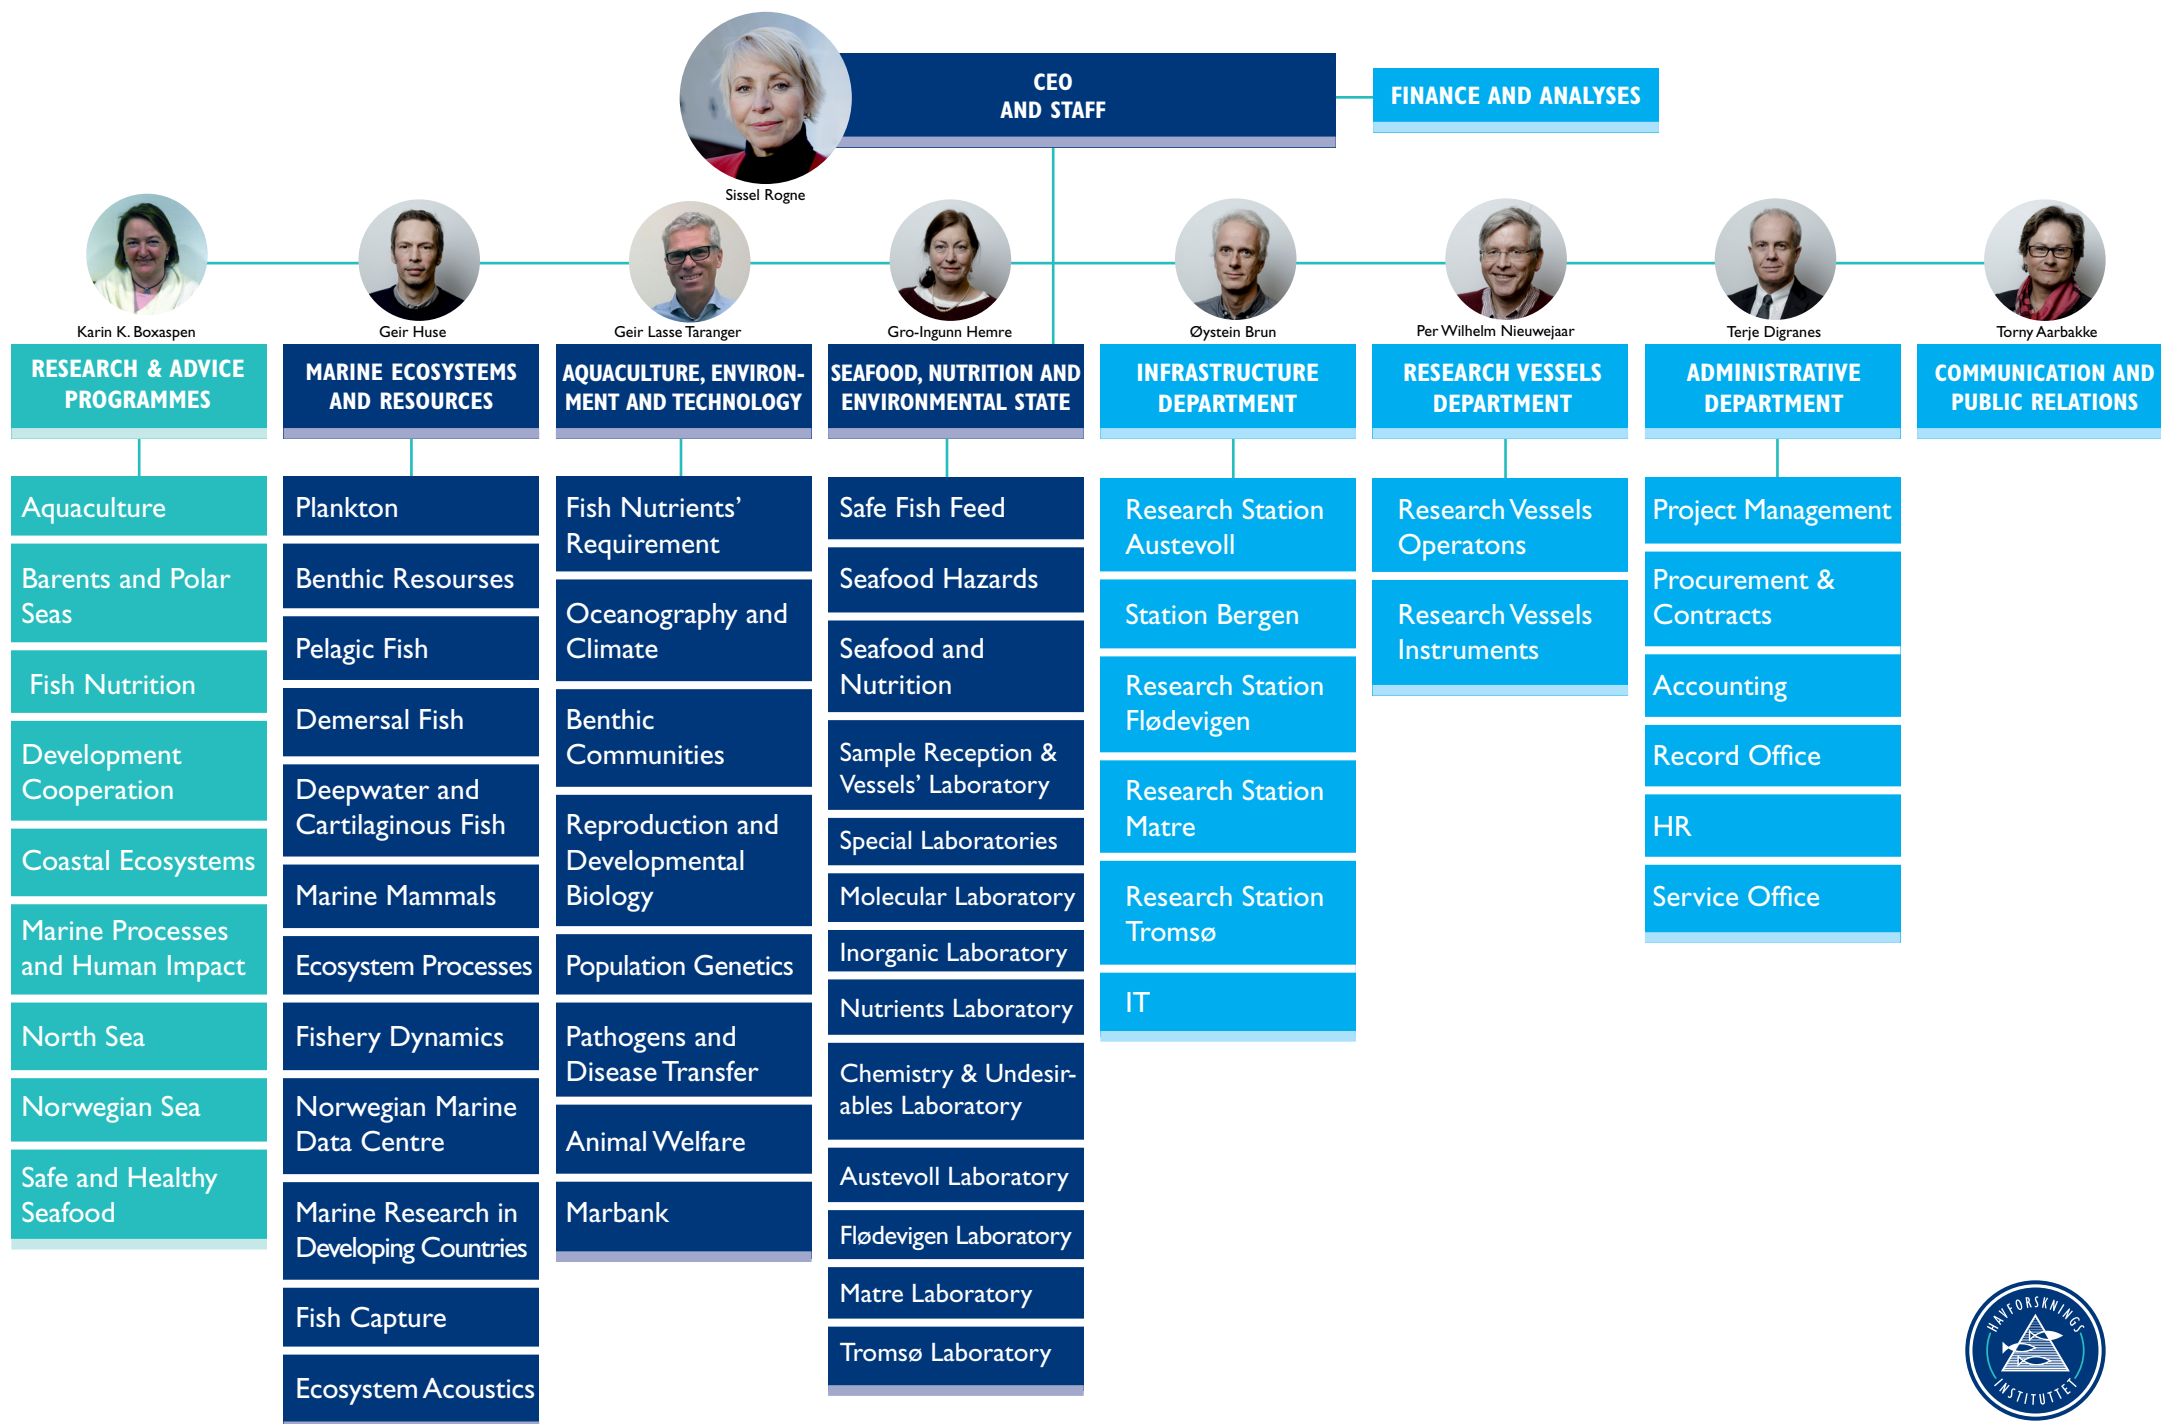 CEO
AND STAFF
FINANCE AND ANALYSES
Sissel Rogne
Karin K. Boxaspen
Geir Huse
Geir Lasse Taranger
Gro-Ingunn Hemre
Øystein Brun
Per Wilhelm Nieuwejaar
Terje Digranes
Torny Aarbakke
RESEARCH & ADVICE
PROGRAMMES
MARINE ECOSYSTEMS
AND RESOURCES
AQUACULTURE, ENVIRON-
MENT AND TECHNOLOGY
SEAFOOD, NUTRITION AND
ENVIRONMENTAL STATE
INFRASTRUCTURE
DEPARTMENT
RESEARCH VESSELS
DEPARTMENT
ADMINISTRATIVE
DEPARTMENT
COMMUNICATION AND
PUBLIC RELATIONS
Aquaculture
Barents and Polar
Seas
Fish Nutrition
Development
Cooperation
Coastal Ecosystems
Marine Processes
and Human Impact
North Sea
Norwegian Sea
Safe and Healthy
Seafood
Plankton
Benthic Resourses
Pelagic Fish
Demersal Fish
Deepwater and
Cartilaginous Fish
Marine Mammals
Ecosystem Processes
Fishery Dynamics
Norwegian Marine
Data Centre
Marine Research in
Developing Countries
Fish Capture
Ecosystem Acoustics
Fish Nutrients’
Requirement
Oceanography and
Climate
Benthic
Communities
Reproduction and
Developmental
Biology
Population Genetics
Pathogens and
Disease Transfer
Animal Welfare
Marbank
Safe Fish Feed
Seafood Hazards
Seafood and
Nutrition
Sample Reception &
Vessels’ Laboratory
Special Laboratories
Molecular Laboratory
Inorganic Laboratory
Nutrients Laboratory
Chemistry & Undesir-
ables Laboratory
Austevoll Laboratory
Flødevigen Laboratory
Matre Laboratory
Tromsø Laboratory
Research Station
Austevoll
Station Bergen
Research Station
Flødevigen
Research Station
Matre
Research Station
Tromsø
IT
Research Vessels
Operatons
Research Vessels
Instruments
Project Management
Procurement &
Contracts
Accounting
Record Office
HR
Service Office
HAVFORSKNINGS
INSTITUTTET